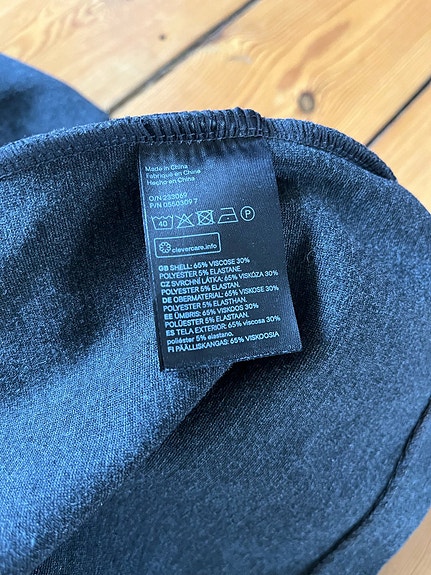 Made in China
Fabriqué en Chine
Hecho en China
O/N 233069
P/N 08603097
40 P
clevercare.info
GB SHELL: 65% VISCOSE 30%
POLYESTER 5% ELASTANE.
CZ SVRCHNÍ LÁTKA: 65% VISKÓZA 30%
POLYESTER 5% ELASTAN.
DE OBERMATERIAL: 65% VISKOSE 30%
POLYESTER 5% ELASTHAN.
EE ÜMBRIS: 65% VISKOOS 30%
POLÜESTER 5% ELASTAAN.
ES TELA EXTERIOR: 65% viscosa 30%
poliéster 5% elastano.
FI PÄÄLLISKANGAS: 65% VISKOOSIA